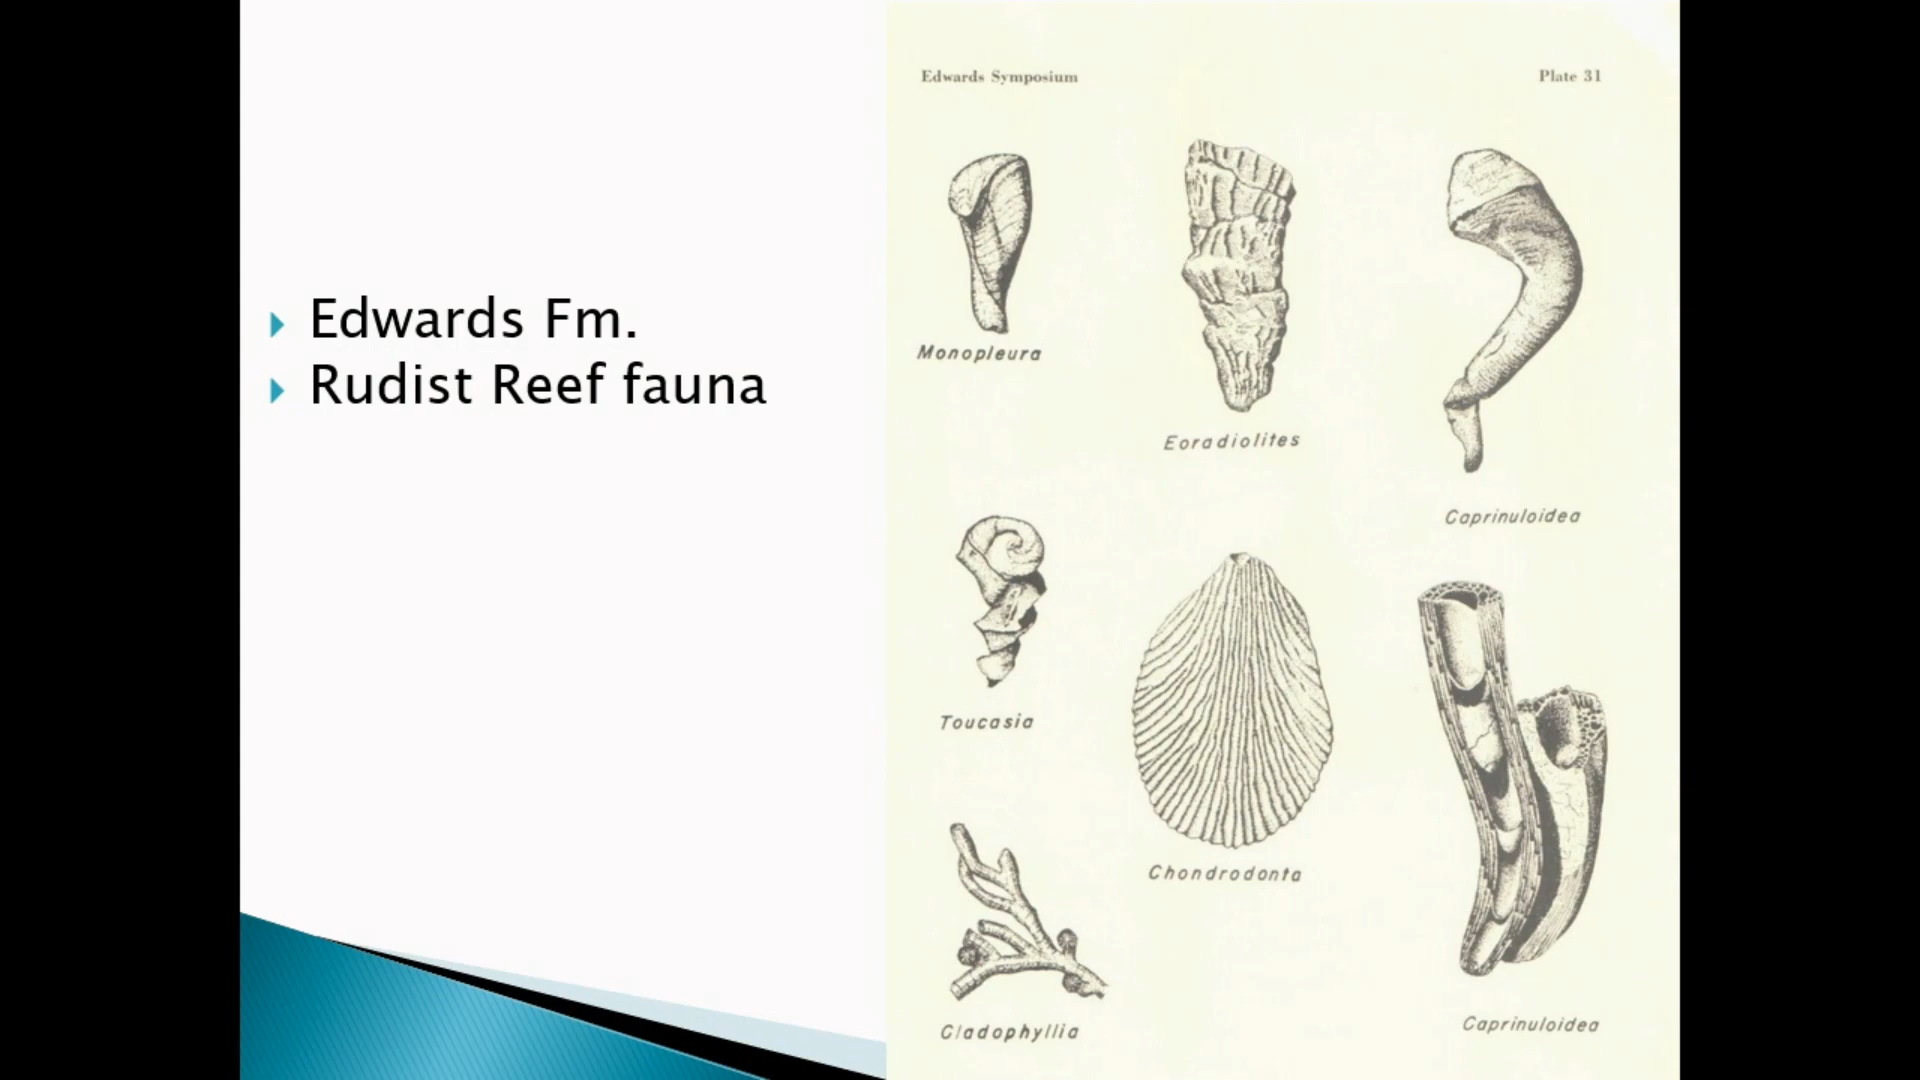 Edwards Fm.
Rudist Reef fauna
Edwards Symposium
Plate 31
Monopleura
Eoradiolites
Caprinuloidea
Toucasia
Chondrodonta
Cladophyllia
Caprinuloidea